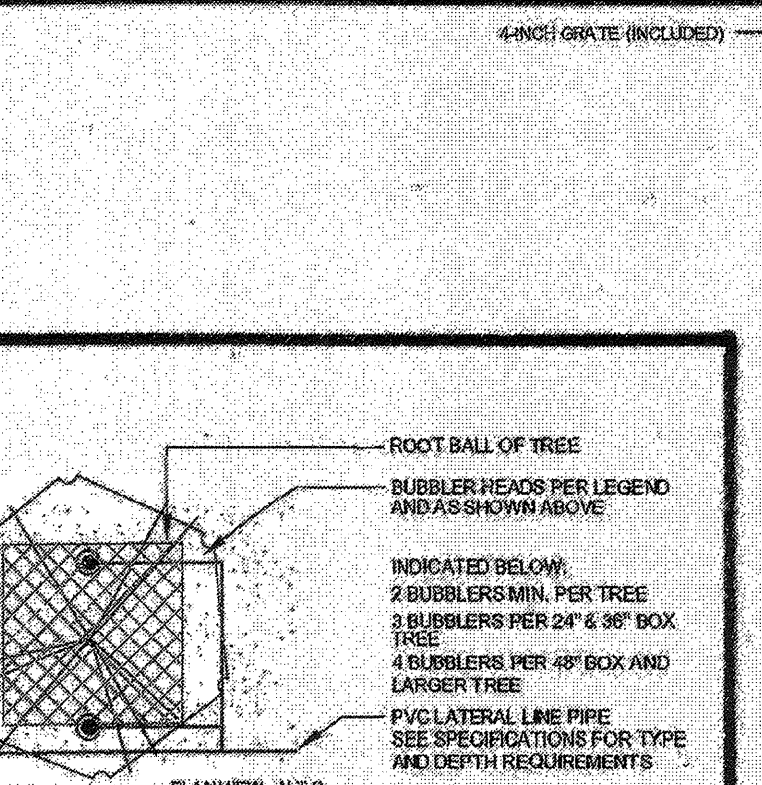 4-INCH GRATE (INCLUDED)
ROOT BALL OF TREE
BUBBLER HEADS PER LEGEND
AND AS SHOWN ABOVE
INDICATED BELOW:
2 BUBBLERS MIN. PER TREE
3 BUBBLERS PER 24" & 36" BOX
TREE
4 BUBBLERS PER 48" BOX AND
LARGER TREE
PVC LATERAL LINE PIPE
SEE SPECIFICATIONS FOR TYPE
AND DEPTH REQUIREMENTS